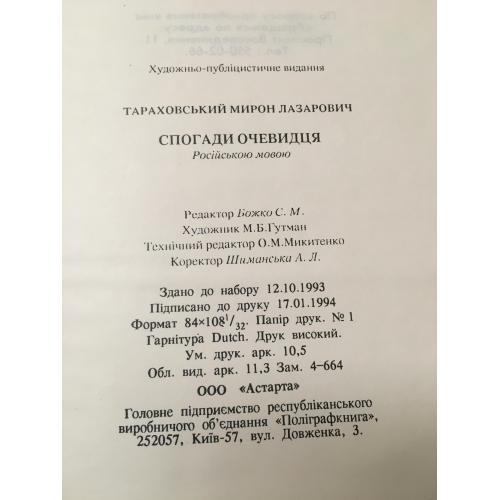 Художньо-публіцистичне видання
ТАРАХОВСЬКИЙ МИРОН ЛАЗАРОВИЧ
СПОГАДИ ОЧЕВИДЦЯ
Російською мовою
Редактор Божко С. М.
Художник М.Б.Гутман
Технічний редактор О.М.Микитенко
Коректор Шиманська А. Л.
Здано до набору 12.10.1993
Підписано до друку 17.01.1994
Формат 84×108¹/₃₂. Папір друк. № 1
Гарнітура Dutch. Друк високий.
Ум. друк. арк. 10,5
Обл. вид. арк. 11,3 Зам. 4–664
ООО «Астарта»
Головне підприємство республіканського
виробничого об'єднання «Поліграфкнига»,
252057, Київ-57, вул. Довженка, 3.